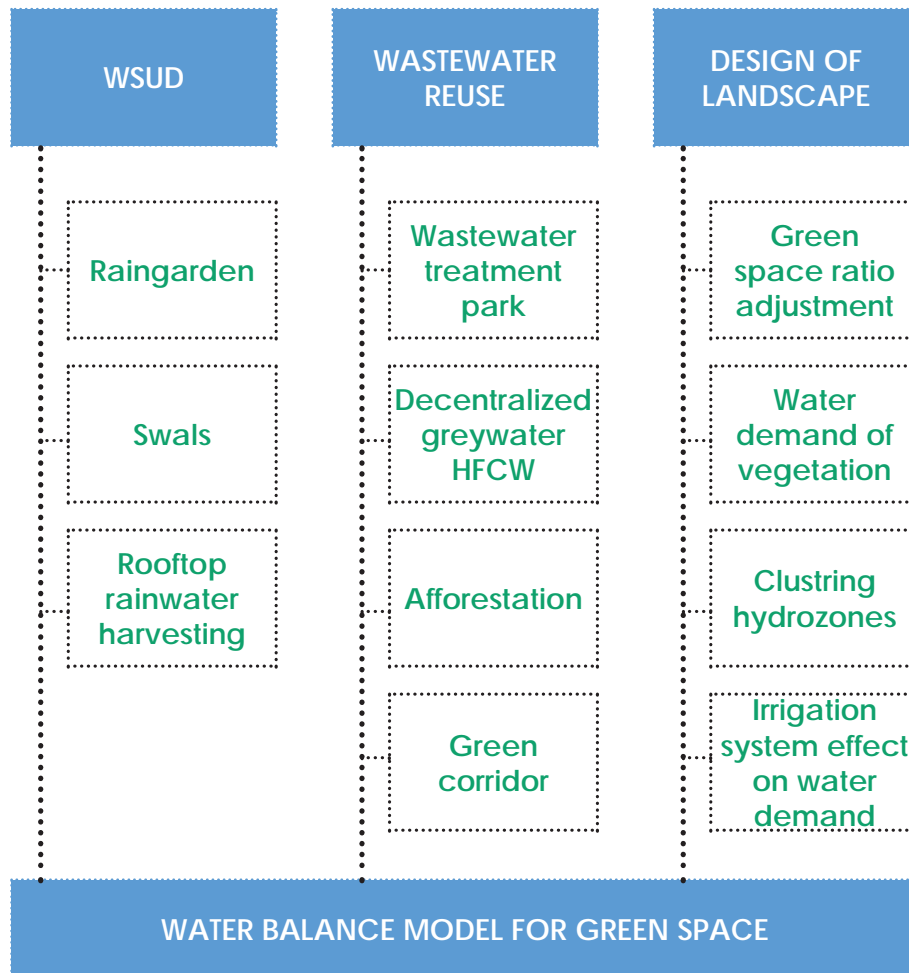 WSUD
Raingarden
Swals
Rooftop
rainwater
harvesting
WASTEWATER
REUSE
Wastewater
treatment
park
Decentralized
greywater
HFCW
Afforestation
Green
corridor
DESIGN OF
LANDSCAPE
Green
space ratio
adjustment
Water
demand of
vegetation
Clustring
hydrozones
Irrigation
system effect
on water
demand
WATER BALANCE MODEL FOR GREEN SPACE